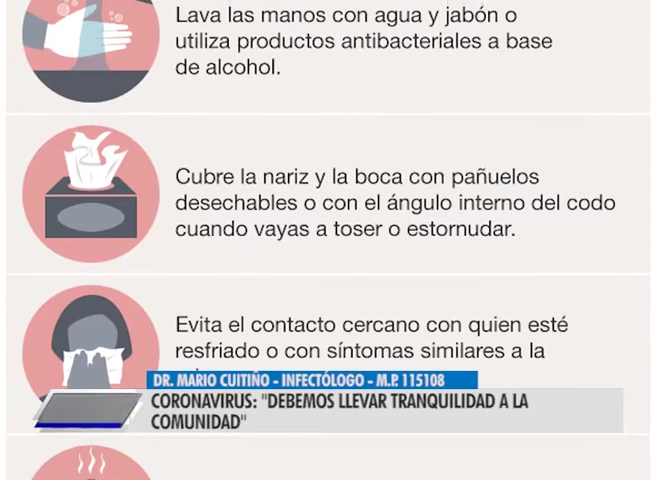 Lava las manos con agua y jabón o
utiliza productos antibacteriales a base
de alcohol.
Cubre la nariz y la boca con pañuelos
desechables o con el ángulo interno del codo
cuando vayas a toser o estornudar.
Evita el contacto cercano con quien esté
resfriado o con síntomas similares a la
DR. MARIO CUITIÑO - INFECTÓLOGO - M.P. 115108
CORONAVIRUS: "DEBEMOS LLEVAR TRANQUILIDAD A LA
COMUNIDAD"